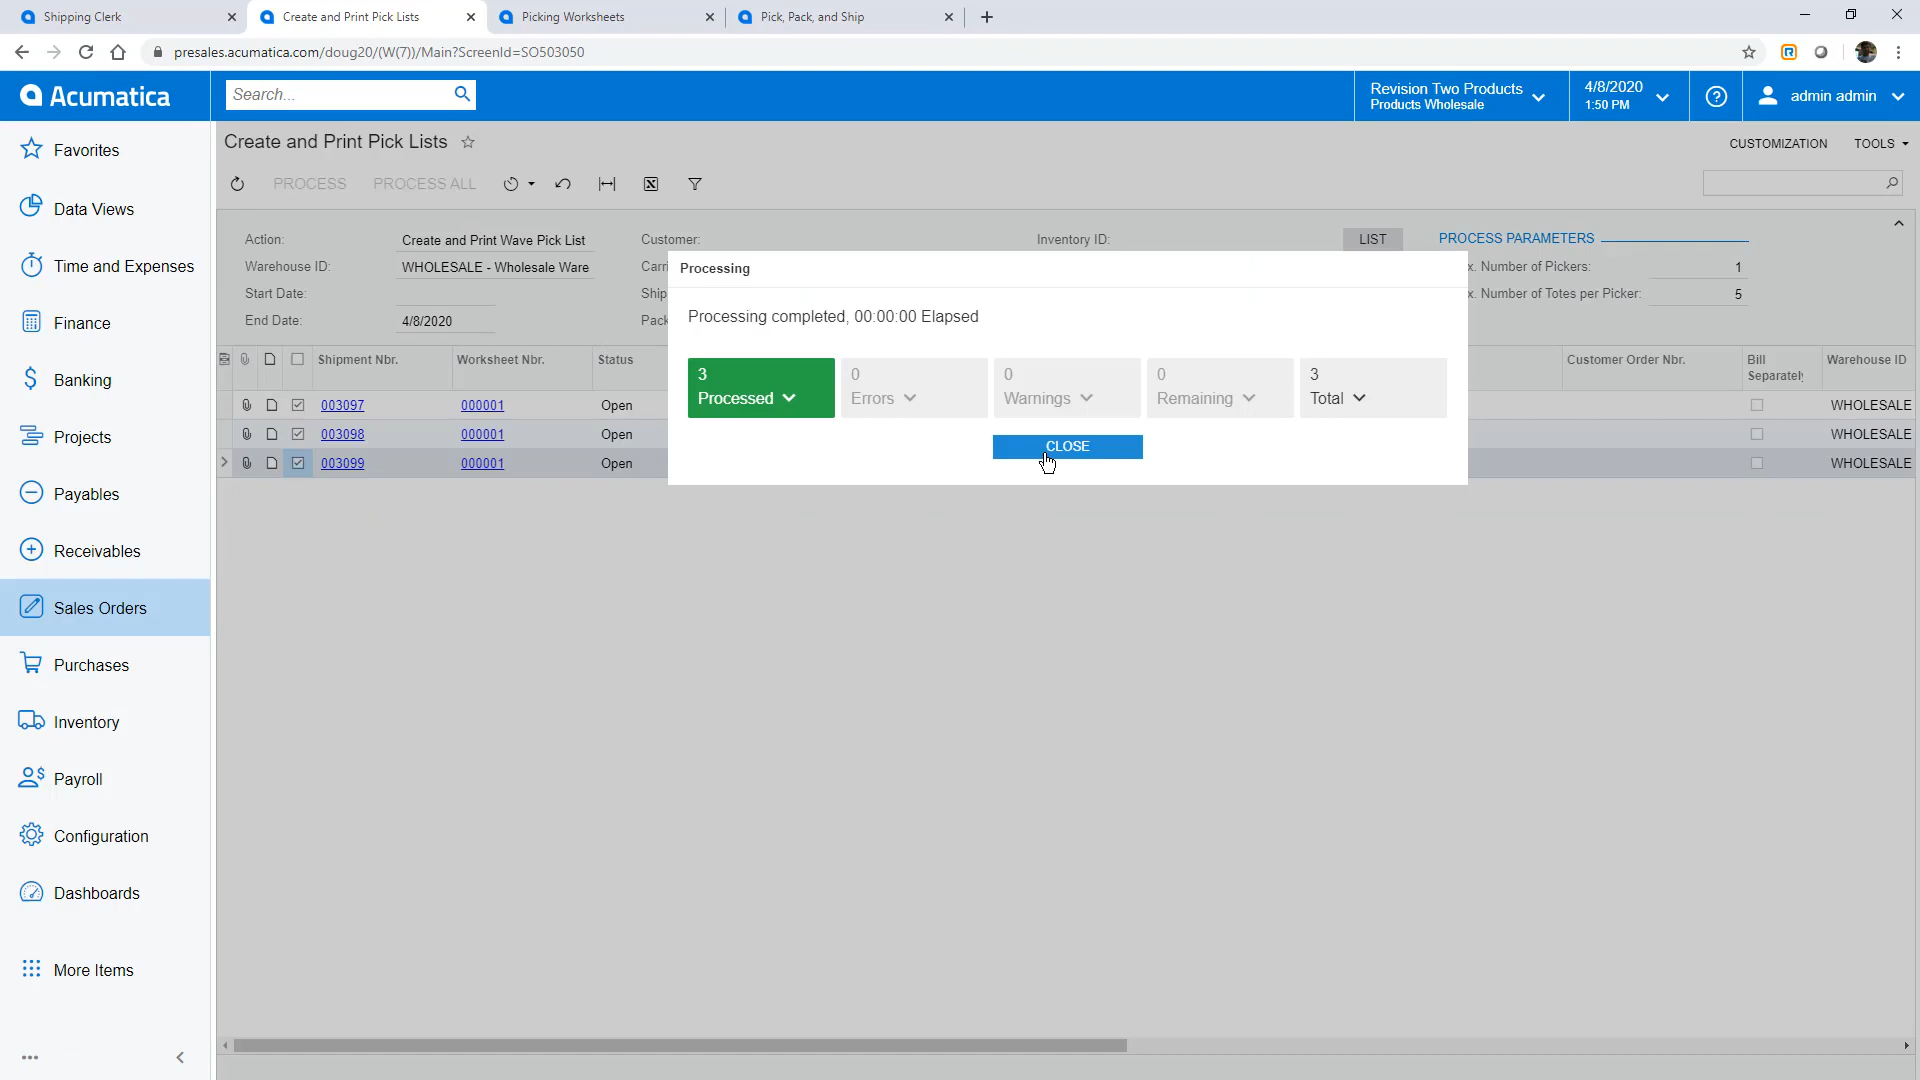 Shipping Clerk
Create and Print Pick Lists
Picking Worksheets
Pick, Pack, and Ship
presales.acumatica.com/doug20/(W(7))/Main?ScreenId=SO503050
Acumatica
Search...
Revision Two Products
Products Wholesale
4/8/2020
1:50 PM
admin admin
Favorites
Data Views
Time and Expenses
Finance
Banking
Projects
Payables
Receivables
Sales Orders
Purchases
Inventory
Payroll
Configuration
Dashboards
More Items
Create and Print Pick Lists
CUSTOMIZATION
TOOLS
PROCESS
PROCESS ALL
Action: Create and Print Wave Pick List
Warehouse ID: WHOLESALE - Wholesale Ware
Start Date:
End Date: 4/8/2020
Customer:
Carri
Ship
Pack
Inventory ID:
LIST
PROCESS PARAMETERS
x. Number of Pickers: 1
x. Number of Totes per Picker: 5
Shipment Nbr. Worksheet Nbr. Status Customer Order Nbr. Bill Separately Warehouse ID
003097 000001 Open WHOLESALE
003098 000001 Open WHOLESALE
003099 000001 Open WHOLESALE
Processing
Processing completed, 00:00:00 Elapsed
3
Processed
0
Errors
0
Warnings
0
Remaining
3
Total
CLOSE